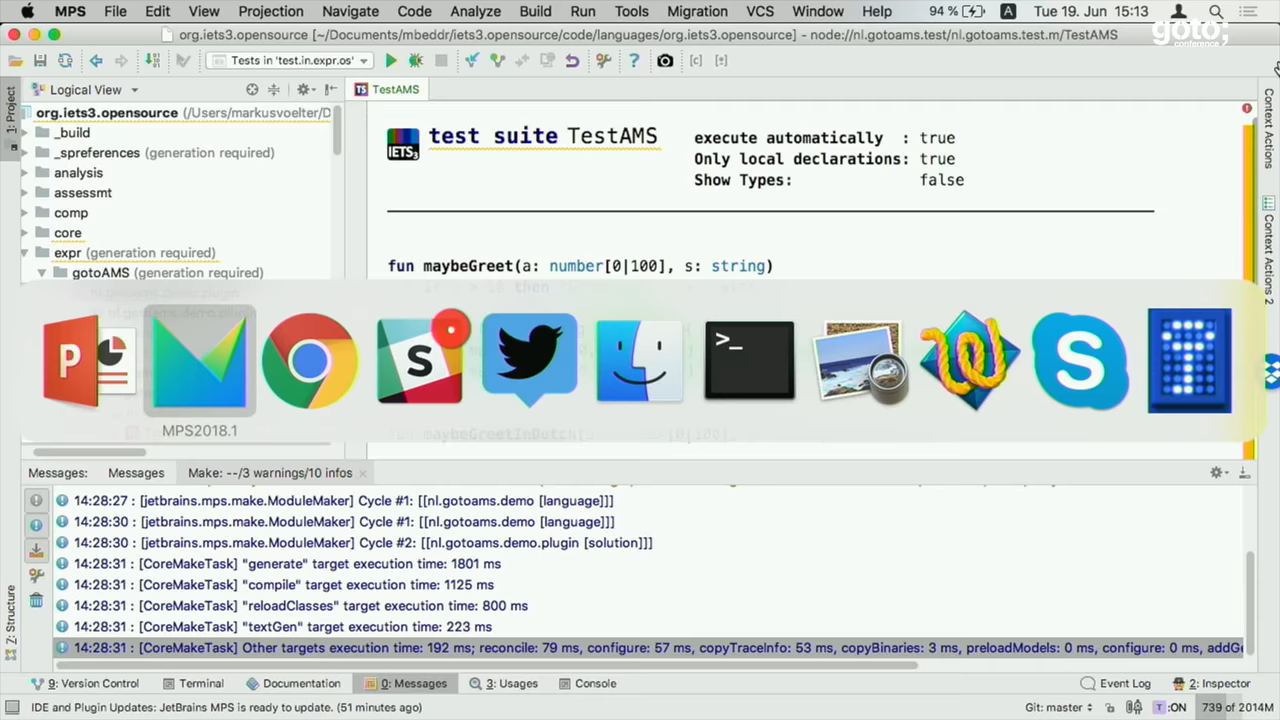 MPS File Edit View Projection Navigate Code Analyze Build Run Tools Migration VCS Window Help 94 % A Tue 19. Jun 15:13
org.iets3.opensource [~/Documents/mbeddr/iets3.opensource/code/languages/org.iets3.opensource] - node://nl.gotoams.test/nl.gotoams.test.m/TestAMS
goto;
conference
Tests in 'test.in.expr.os'
Logical View
TS TestAMS
1: Project
org.iets3.opensource (/Users/markusvoelter/D
_build
_spreferences (generation required)
analysis
assessmt
comp
core
expr (generation required)
gotoAMS (generation required)
IETS3
test suite TestAMS
execute automatically : true
Only local declarations: true
Show Types: false
fun maybeGreet(a: number[0|100], s: string)
Context Actions
Context Actions 2
P
S
>_
S
T
MPS2018.1
fun maybeGreetInDutch
Messages: Messages Make: --/3 warnings/10 infos
14:28:27 : [jetbrains.mps.make.ModuleMaker] Cycle #1: [[nl.gotoams.demo [language]]]
14:28:30 : [jetbrains.mps.make.ModuleMaker] Cycle #1: [[nl.gotoams.demo [language]]]
14:28:30 : [jetbrains.mps.make.ModuleMaker] Cycle #2: [[nl.gotoams.demo.plugin [solution]]]
14:28:31 : [CoreMakeTask] "generate" target execution time: 1801 ms
14:28:31 : [CoreMakeTask] "compile" target execution time: 1125 ms
14:28:31 : [CoreMakeTask] "reloadClasses" target execution time: 800 ms
14:28:31 : [CoreMakeTask] "textGen" target execution time: 223 ms
14:28:31 : [CoreMakeTask] Other targets execution time: 192 ms; reconcile: 79 ms, configure: 57 ms, copyTraceInfo: 53 ms, copyBinaries: 3 ms, preloadModels: 0 ms, configure: 0 ms, addGe
Z: Structure
9: Version Control Terminal Documentation 0: Messages 3: Usages Console Event Log 2: Inspector
IDE and Plugin Updates: JetBrains MPS is ready to update. (51 minutes ago) Git: master T :ON 739 of 2014M